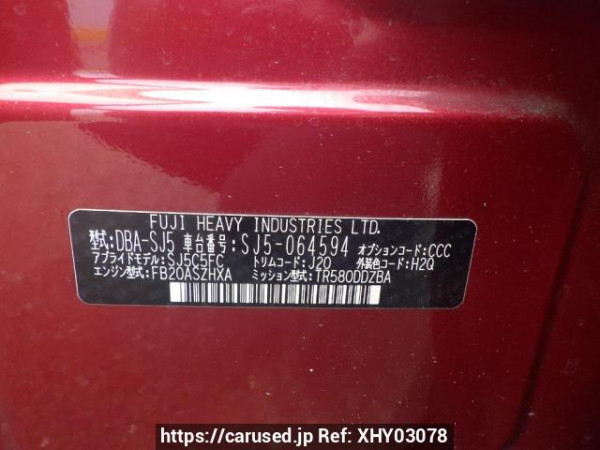 FUJI HEAVY INDUSTRIES LTD.
型式:DBA-SJ5 車台番号:SJ5-064594 オプションコード:CCC
アプライドモデル:SJ5C5FC トリムコード:J20 外装色コード:H2Q
エンジン型式:FB20ASZHXA ミッション型式:TR580DDZBA
https://carused.jp Ref: XHY03078